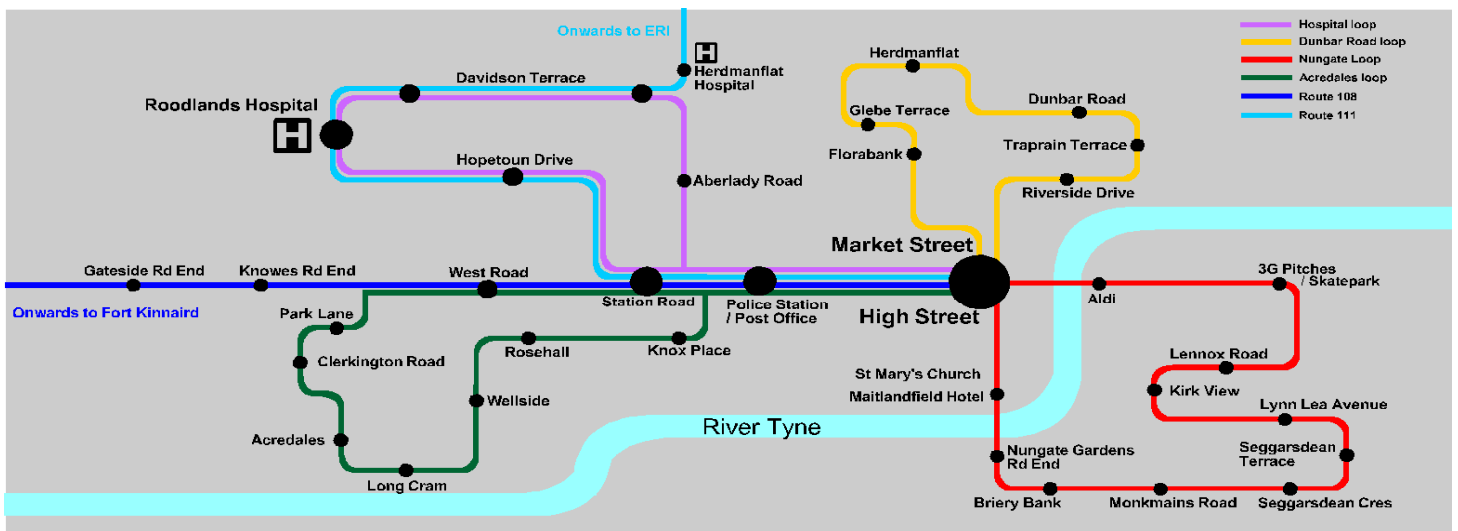 Onwards to ERI
H
Herdmanflat
Hospital
Davidson Terrace
Roodlands Hospital
H
Hopetoun Drive
Aberlady Road
Herdmanflat
Glebe Terrace
Florabank
Dunbar Road
Traprain Terrace
Riverside Drive
Hospital loop
Dunbar Road loop
Nungate Loop
Acredales loop
Route 108
Route 111
Market Street
High Street
Gateside Rd End
Knowes Rd End
West Road
Station Road
Police Station
/ Post Office
Onwards to Fort Kinnaird
Park Lane
Clerkington Road
Rosehall
Knox Place
Wellside
Acredales
Long Cram
Aldi
3G Pitches
/ Skatepark
Lennox Road
Kirk View
Lynn Lea Avenue
Seggarsdean
Terrace
St Mary's Church
Maitlandfield Hotel
River Tyne
Nungate Gardens
Rd End
Briery Bank
Monkmains Road
Seggarsdean Cres